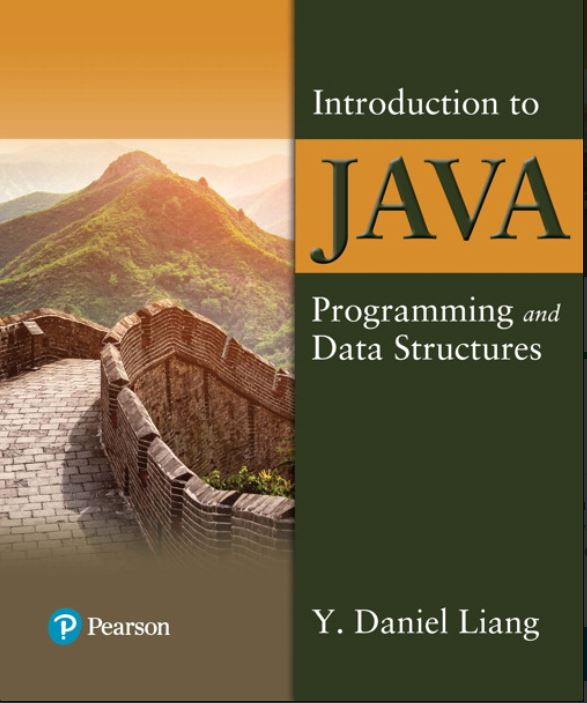 Introduction to
JAVA
Programming and
Data Structures
Pearson
Y. Daniel Liang